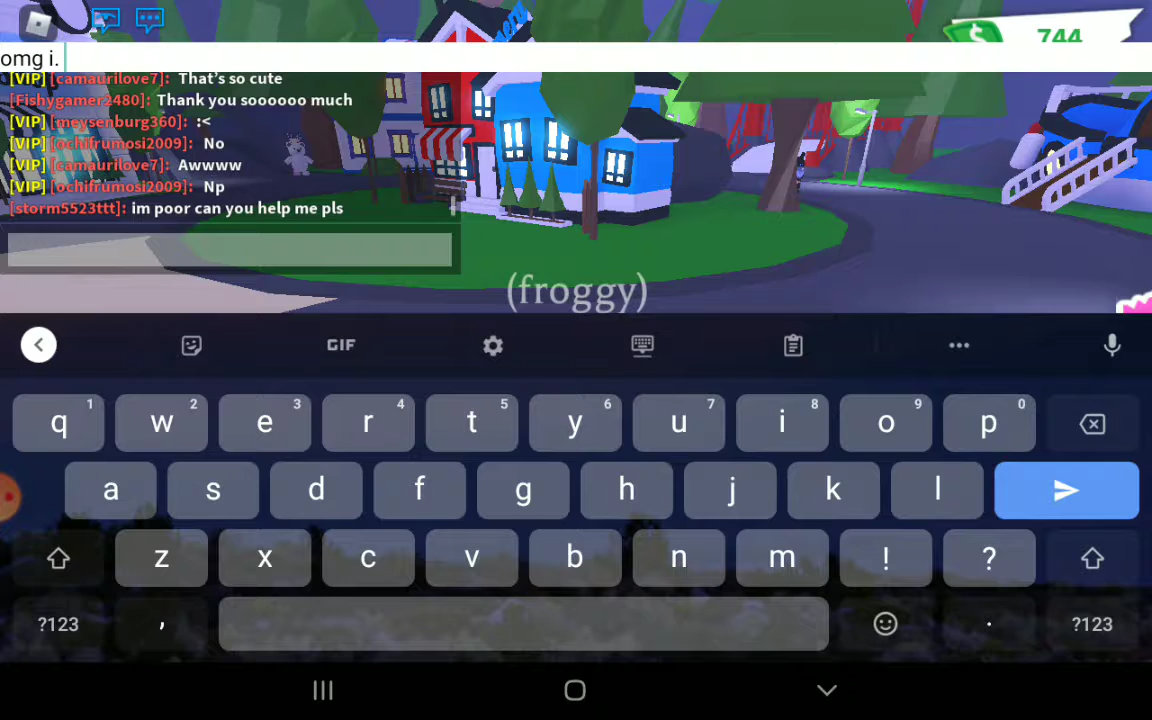 744
omg i.
[VIP] [camaurilove7]: That's so cute
[Fishygamer2480]: Thank you soooooo much
[VIP] [meysenburg360]: :<
[VIP] [ochifrumosi2009]: No
[VIP] [camaurilove7]: Awwww
[VIP] [ochifrumosi2009]: Np
[storm5523ttt]: im poor can you help me pls
(froggy)
GIF
q 1 w 2 e 3 r 4 t 5 y 6 u 7 i 8 o 9 p 0
a s d f g h j k l
z x c v b n m ! ?
?123 , . ?123